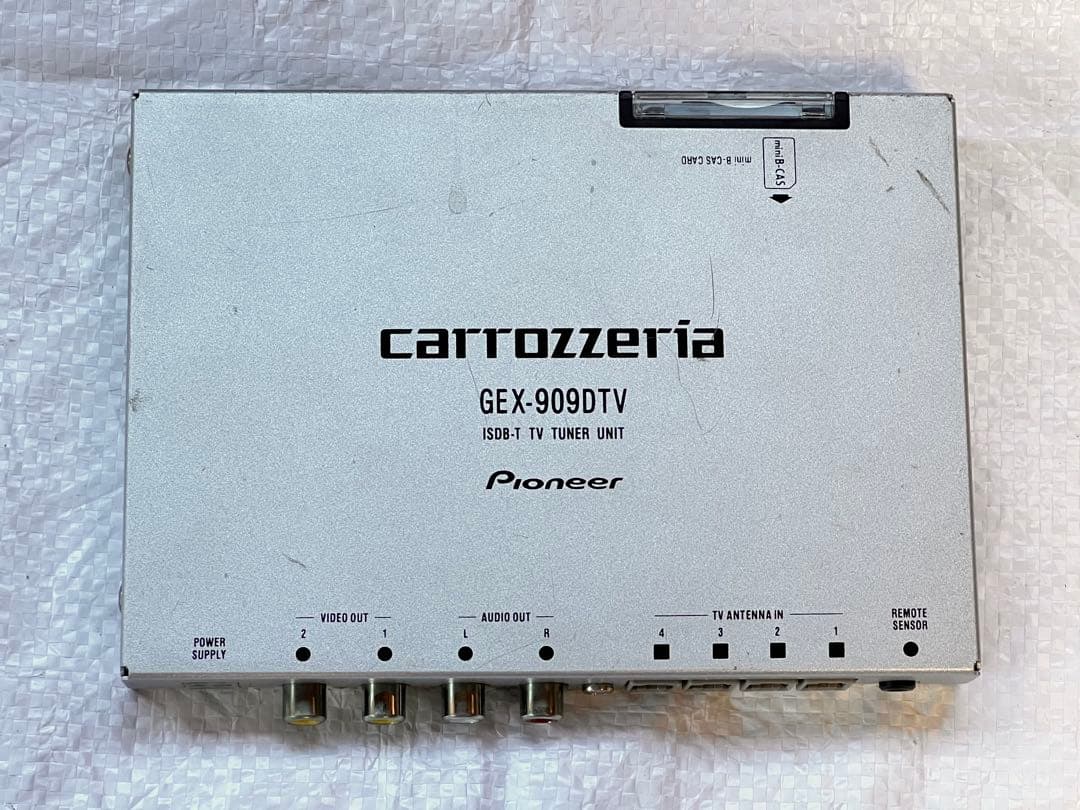 miniB-CAS
mini B-CAS CARD
carrozzeria
GEX-909DTV
ISDB-T TV TUNER UNIT
Pioneer
POWER
SUPPLY
VIDEO OUT
2 1
AUDIO OUT
L R
TV ANTENNA IN
4 3 2 1
REMOTE
SENSOR